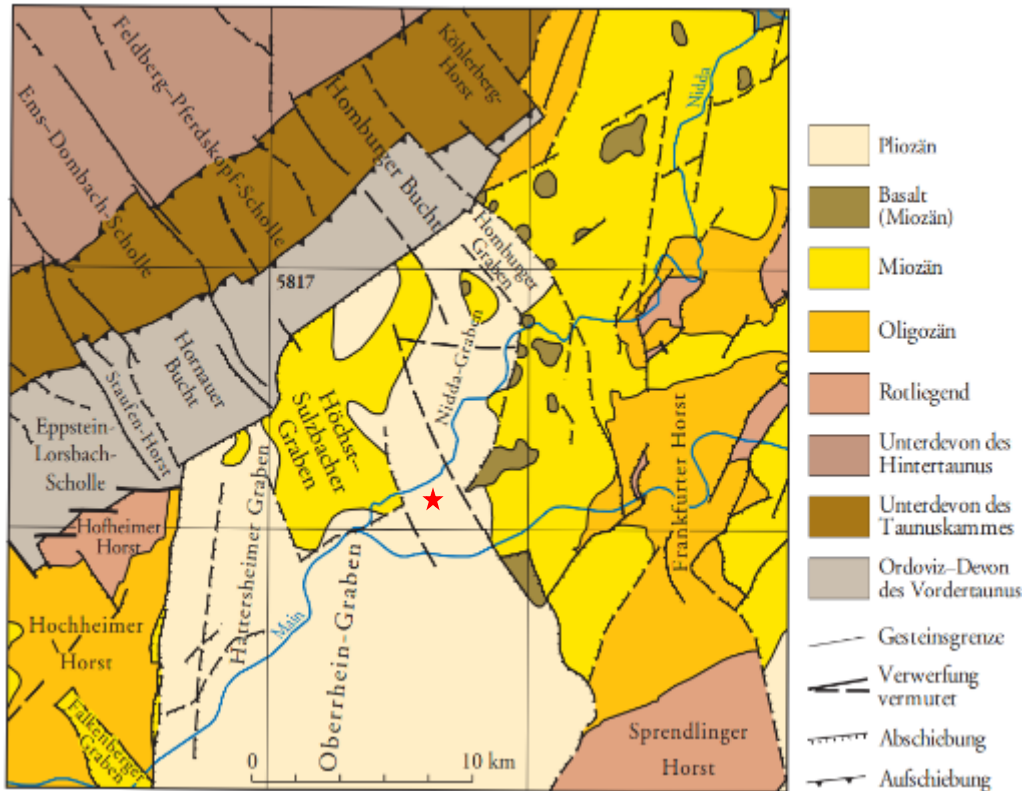 Feldberg–Pferdskopf-Scholle
Ems–Dombach–Scholle
Homburger Bucht
Köhlerberg-
Horst
Nidda
Homburger
Graben
5817
Hornauer
Bucht
Staufen-Horst
Eppstein-
Lorsbach-
Scholle
Höchst–
Sulzbacher
Graben
Nidda-Graben
Hofheimer
Horst
Hattersheimer Graben
Frankfurter Horst
Hochheimer
Horst
Main
Oberrhein-Graben
Falkenberger
Graben
Sprendlinger
Horst
0 10 km
Pliozän
Basalt
(Miozän)
Miozän
Oligozän
Rotliegend
Unterdevon des
Hintertaunus
Unterdevon des
Taunuskammes
Ordoviz–Devon
des Vordertaunus
Gesteinsgrenze
Verwerfung
vermutet
Abschiebung
Aufschiebung